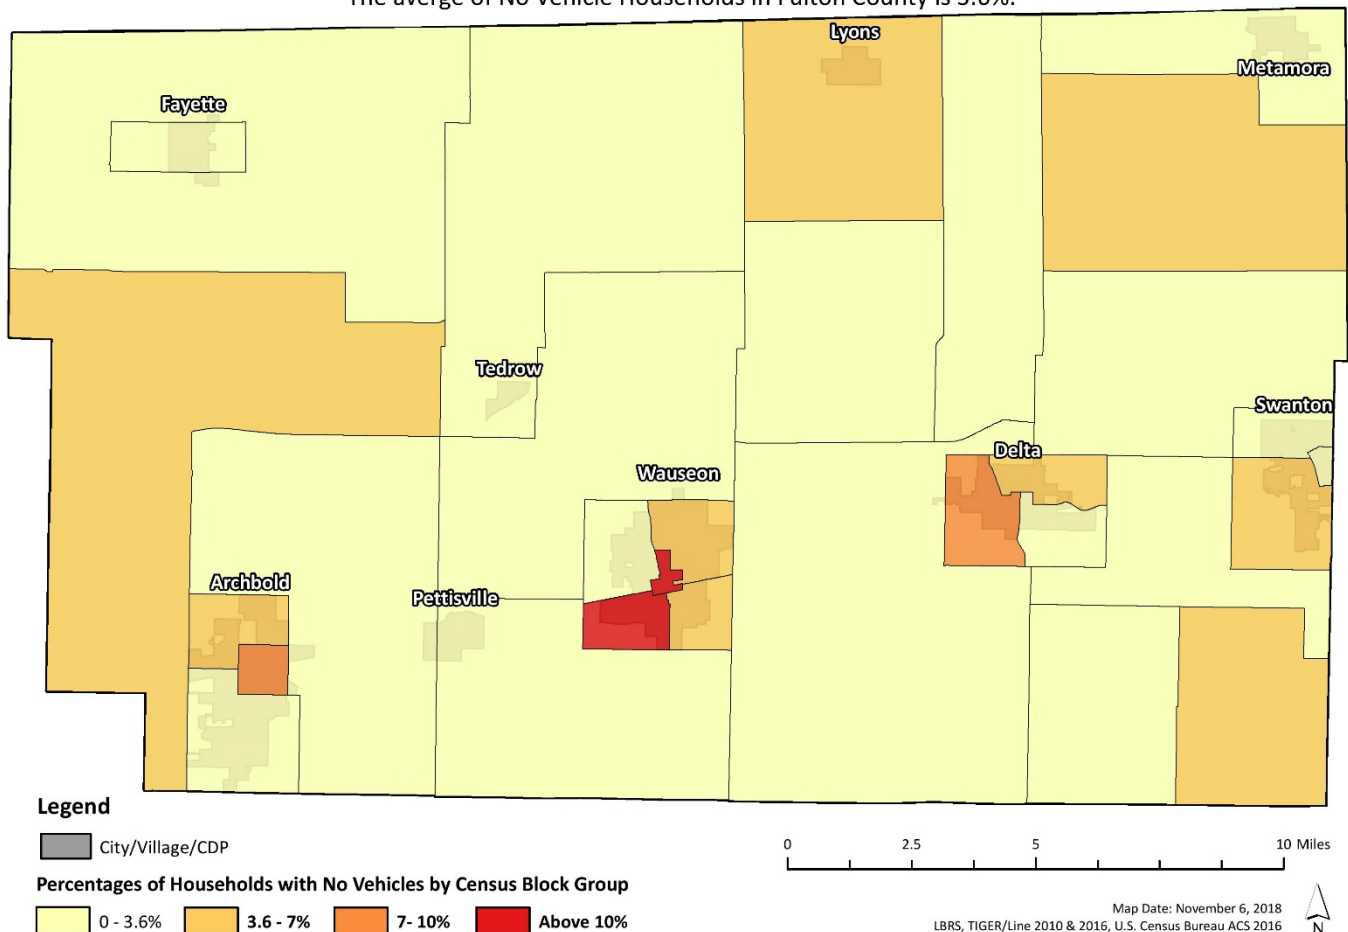 The averge of No Vehicle Households in Fulton County is 3.6%.
Lyons
Metamora
Fayette
Tedrow
Swanton
Delta
Wauseon
Archbold
Pettisville
Legend
City/Village/CDP
Percentages of Households with No Vehicles by Census Block Group
0 - 3.6%
3.6 - 7%
7- 10%
Above 10%
0 2.5 5 10 Miles
Map Date: November 6, 2018
LBRS, TIGER/Line 2010 & 2016, U.S. Census Bureau ACS 2016
N